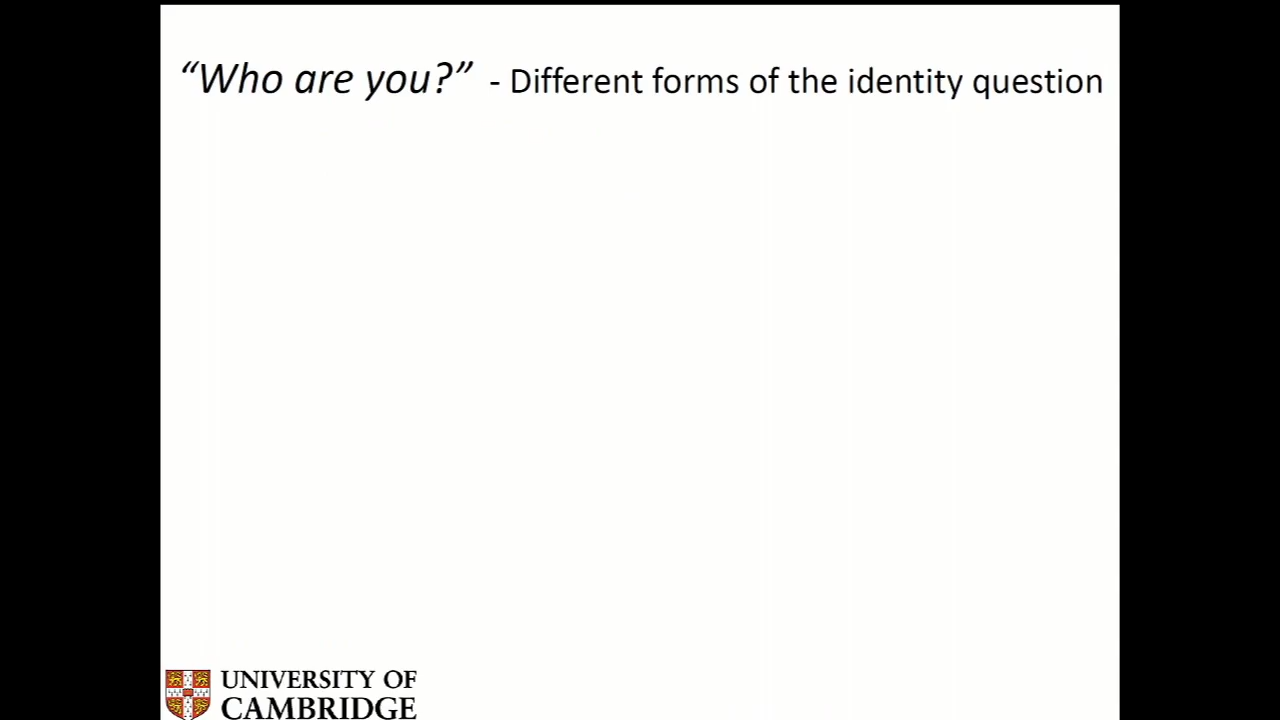 “Who are you?” - Different forms of the identity question
UNIVERSITY OF
CAMBRIDGE